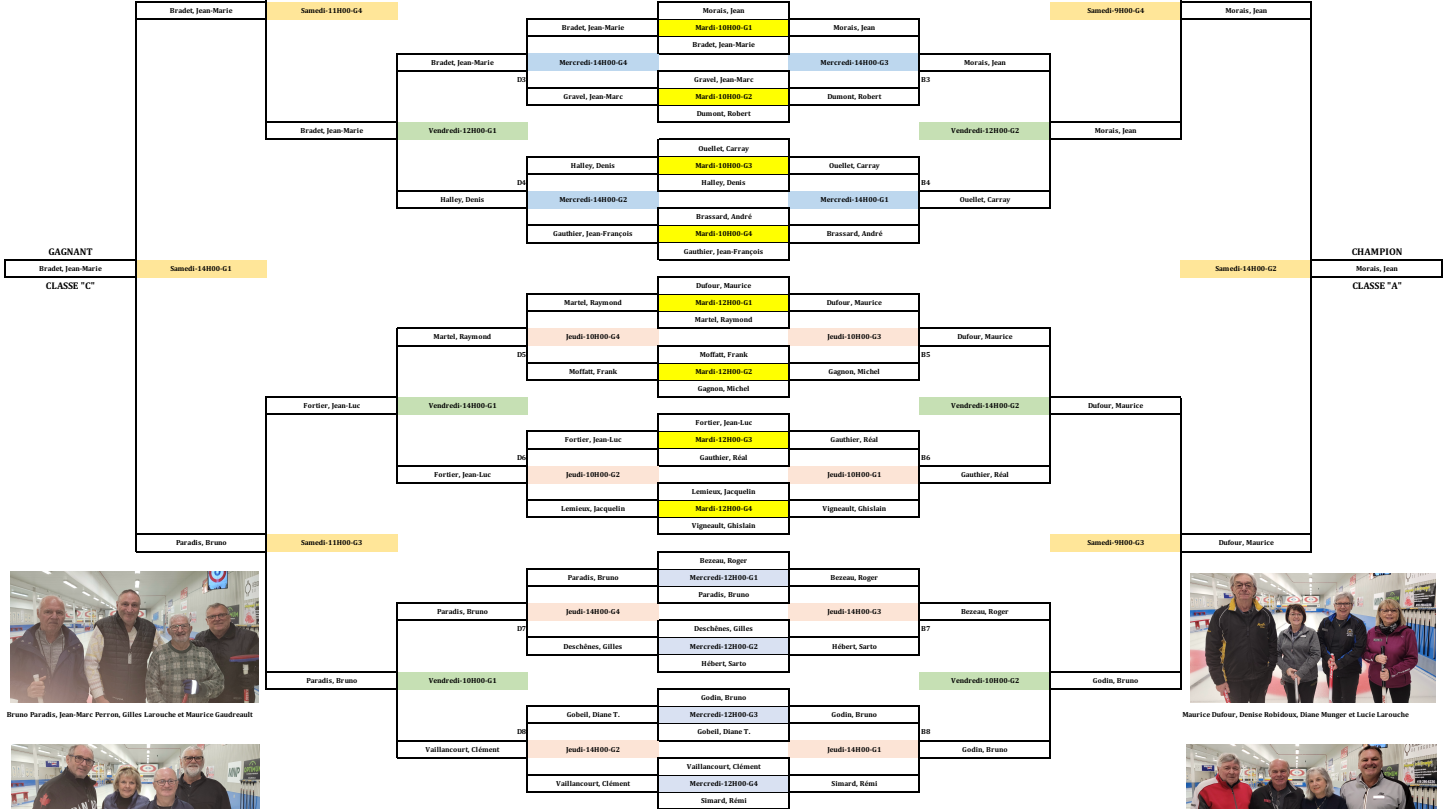 Bradet, Jean-Marie Samedi-11H00-G4 Morais, Jean Samedi-9H00-G4 Morais, Jean
Bradet, Jean-Marie Mardi-10H00-G1 Morais, Jean
Bradet, Jean-Marie
Bradet, Jean-Marie Mercredi-14H00-G4 Mercredi-14H00-G3 Morais, Jean
D3 Gravel, Jean-Marc B3
Gravel, Jean-Marc Mardi-10H00-G2 Dumont, Robert
Dumont, Robert
Bradet, Jean-Marie Vendredi-12H00-G1 Vendredi-12H00-G2 Morais, Jean
Ouellet, Carray
Halley, Denis Mardi-10H00-G3 Ouellet, Carray
D4 Halley, Denis B4
Halley, Denis Mercredi-14H00-G2 Mercredi-14H00-G1 Ouellet, Carray
Brassard, André
Gauthier, Jean-François Mardi-10H00-G4 Brassard, André
GAGNANT Gauthier, Jean-François CHAMPION
Bradet, Jean-Marie Samedi-14H00-G1 Samedi-14H00-G2 Morais, Jean
CLASSE "C" Dufour, Maurice CLASSE "A"
Martel, Raymond Mardi-12H00-G1 Dufour, Maurice
Martel, Raymond
Martel, Raymond Jeudi-10H00-G4 Jeudi-10H00-G3 Dufour, Maurice
D5 Moffatt, Frank B5
Moffatt, Frank Mardi-12H00-G2 Gagnon, Michel
Gagnon, Michel
Fortier, Jean-Luc Vendredi-14H00-G1 Vendredi-14H00-G2 Dufour, Maurice
Fortier, Jean-Luc
Fortier, Jean-Luc Mardi-12H00-G3 Gauthier, Réal
D6 Gauthier, Réal B6
Fortier, Jean-Luc Jeudi-10H00-G2 Jeudi-10H00-G1 Gauthier, Réal
Lemieux, Jacquelin
Lemieux, Jacquelin Mardi-12H00-G4 Vigneault, Ghislain
Vigneault, Ghislain
Paradis, Bruno Samedi-11H00-G3 Samedi-9H00-G3 Dufour, Maurice
Bezeau, Roger
Paradis, Bruno Mercredi-12H00-G1 Bezeau, Roger
Paradis, Bruno
Paradis, Bruno Jeudi-14H00-G4 Jeudi-14H00-G3 Bezeau, Roger
D7 Deschênes, Gilles B7
Deschênes, Gilles Mercredi-12H00-G2 Hébert, Sarto
Hébert, Sarto
Paradis, Bruno Vendredi-10H00-G1 Vendredi-10H00-G2 Godin, Bruno
Godin, Bruno
Bruno Paradis, Jean-Marc Perron, Gilles Larouche et Maurice Gaudreault Gobeil, Diane T. Mercredi-12H00-G3 Godin, Bruno Maurice Dufour, Denise Robidoux, Diane Munger et Lucie Larouche
D8 Gobeil, Diane T. B8
Vaillancourt, Clément Jeudi-14H00-G2 Jeudi-14H00-G1 Godin, Bruno
Vaillancourt, Clément
Vaillancourt, Clément Mercredi-12H00-G4 Simard, Rémi
Simard, Rémi